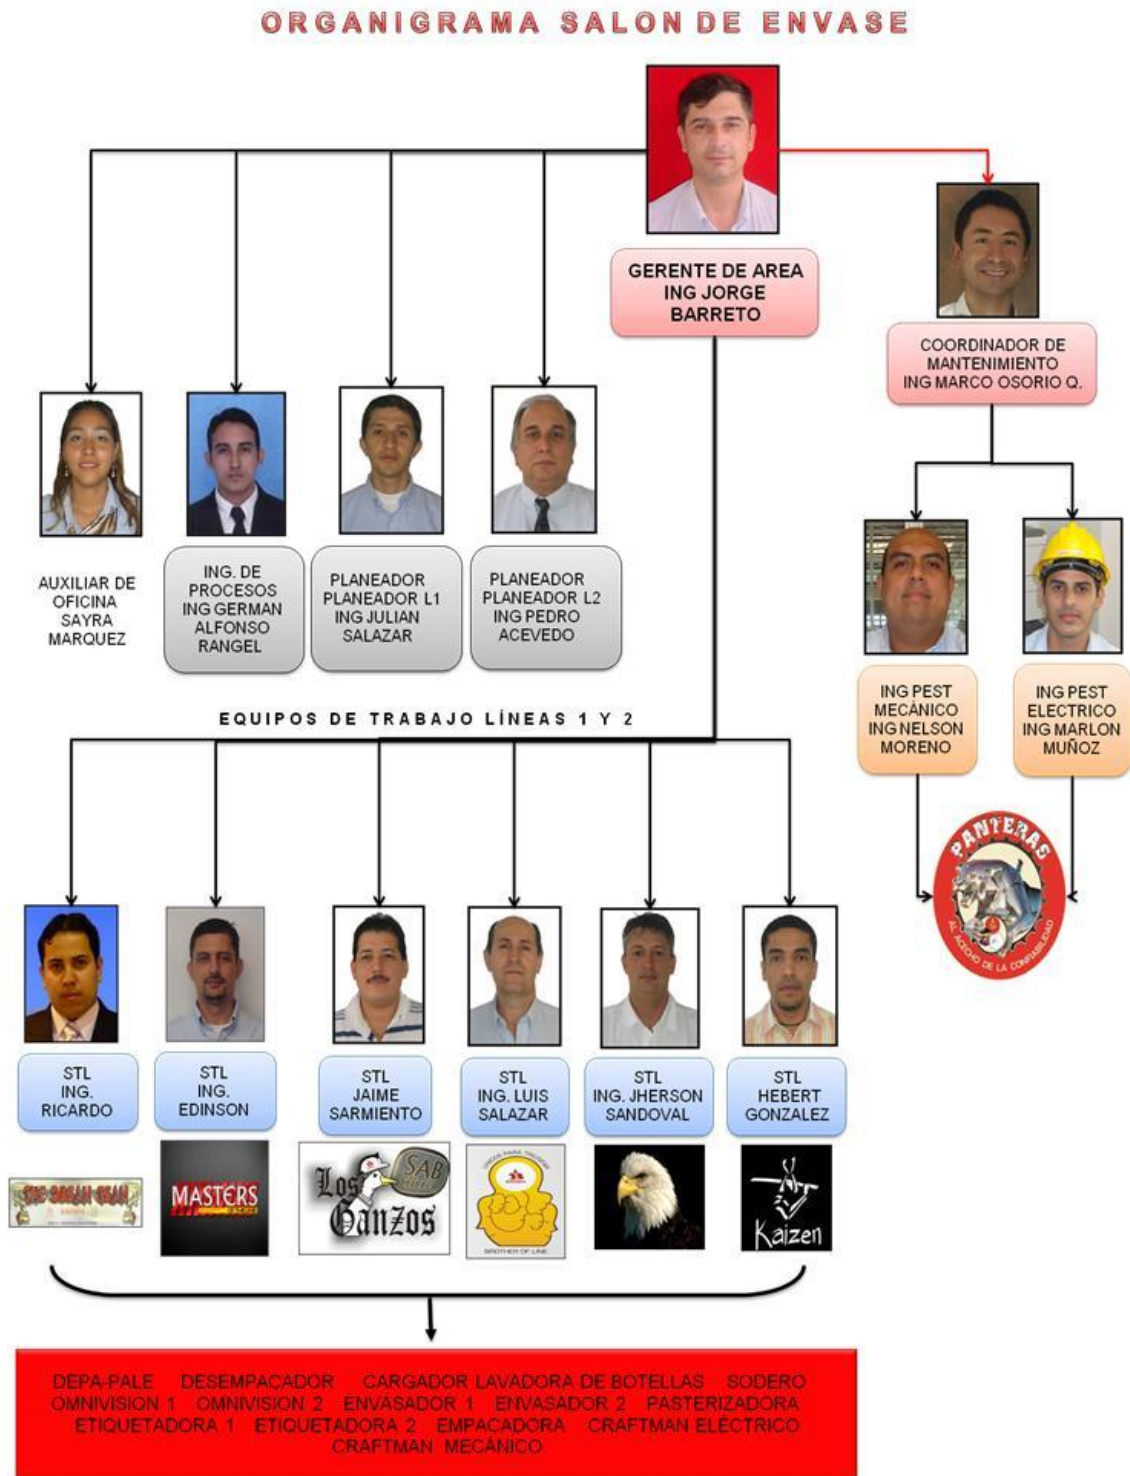 ORGANIGRAMA SALON DE ENVASE
GERENTE DE AREA
ING JORGE
BARRETO
COORDINADOR DE
MANTENIMIENTO
ING MARCO OSORIO Q.
AUXILIAR DE
OFICINA
SAYRA
MARQUEZ
ING. DE
PROCESOS
ING GERMAN
ALFONSO
RANGEL
PLANEADOR
PLANEADOR L1
ING JULIAN
SALAZAR
PLANEADOR
PLANEADOR L2
ING PEDRO
ACEVEDO
ING PEST
MECÁNICO
ING NELSON
MORENO
ING PEST
ELECTRICO
ING MARLON
MUÑOZ
EQUIPOS DE TRABAJO LÍNEAS 1 Y 2
PANTERAS
AL ACECHO DE LA CONFIABILIDAD
STL
ING.
RICARDO
STL
ING.
EDINSON
STL
JAIME
SARMIENTO
STL
ING. LUIS
SALAZAR
STL
ING. JHERSON
SANDOVAL
STL
HEBERT
GONZALEZ
MASTERS
Los
Ganzos
SAB
UNIDOS PARA TRIUNFAR
BROTHER OF LINE
Kaizen
DEPA-PALE DESEMPACADOR CARGADOR LAVADORA DE BOTELLAS SODERO
OMNIVISION 1 OMNIVISION 2 ENVASADOR 1 ENVASADOR 2 PASTERIZADORA
ETIQUETADORA 1 ETIQUETADORA 2 EMPACADORA CRAFTMAN ELÉCTRICO
CRAFTMAN MECÁNICO